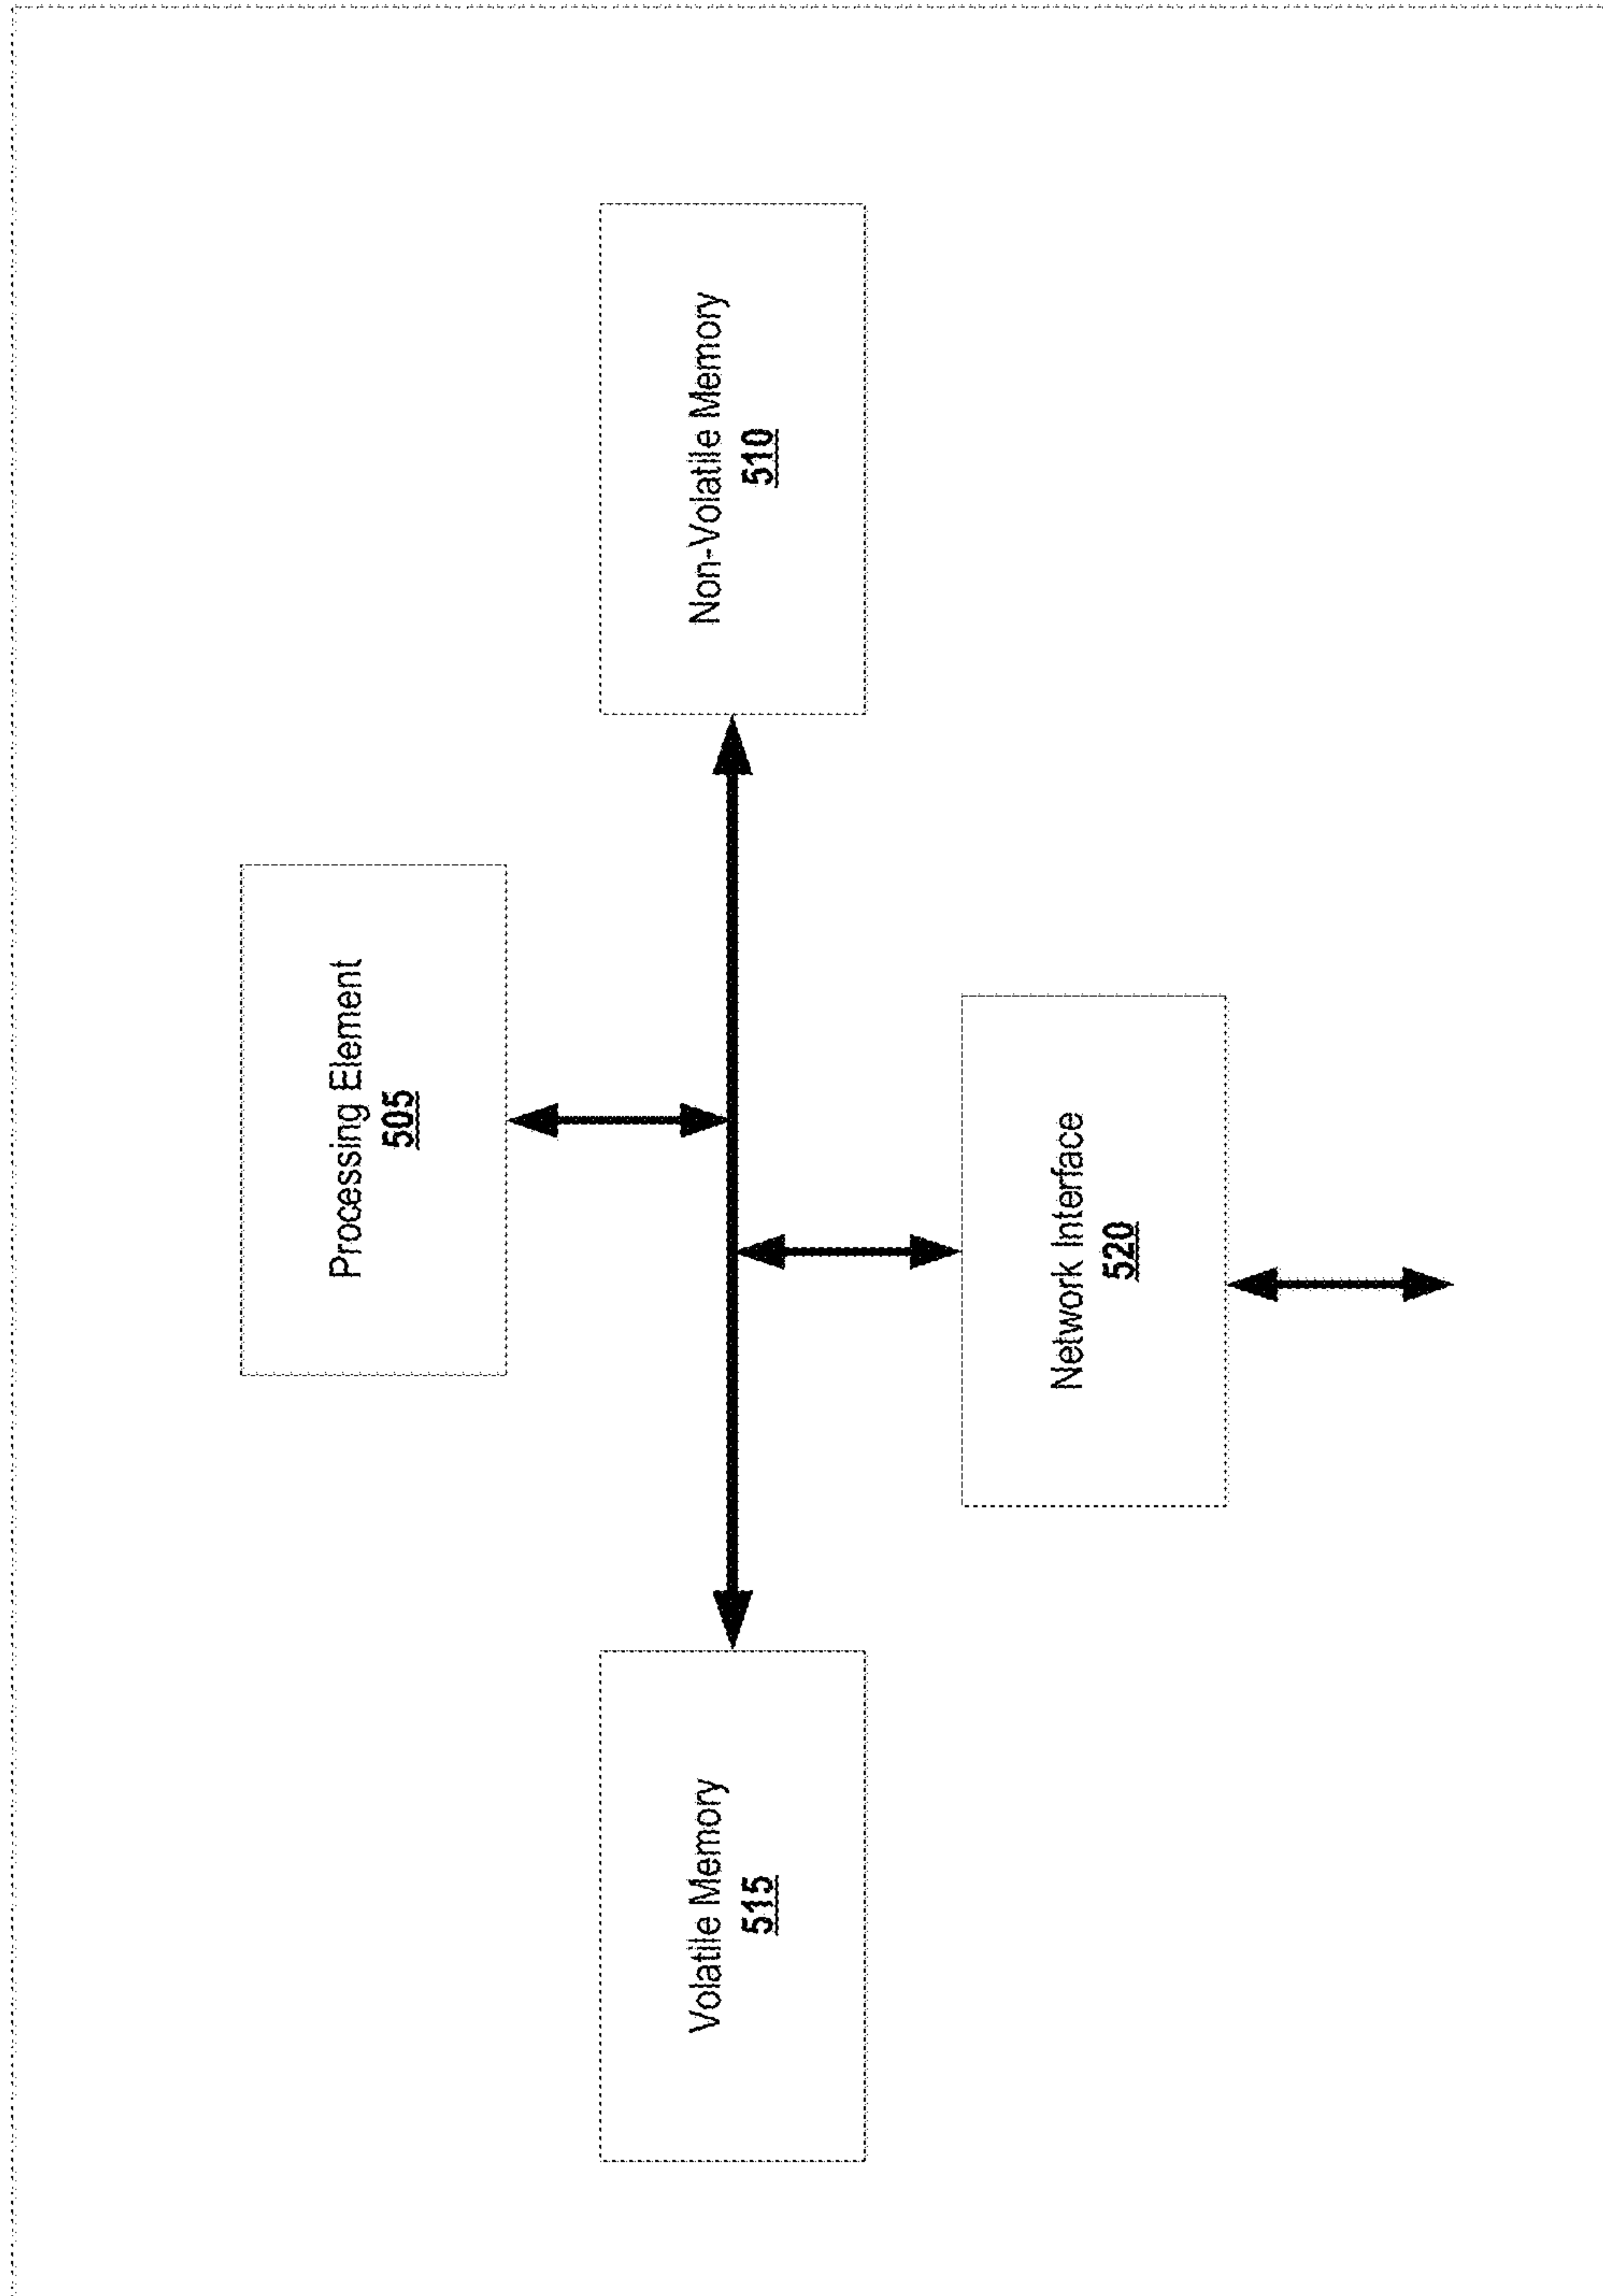 Processing Element
505
Volatile Memory
515
Non-Volatile Memory
510
Network Interface
520